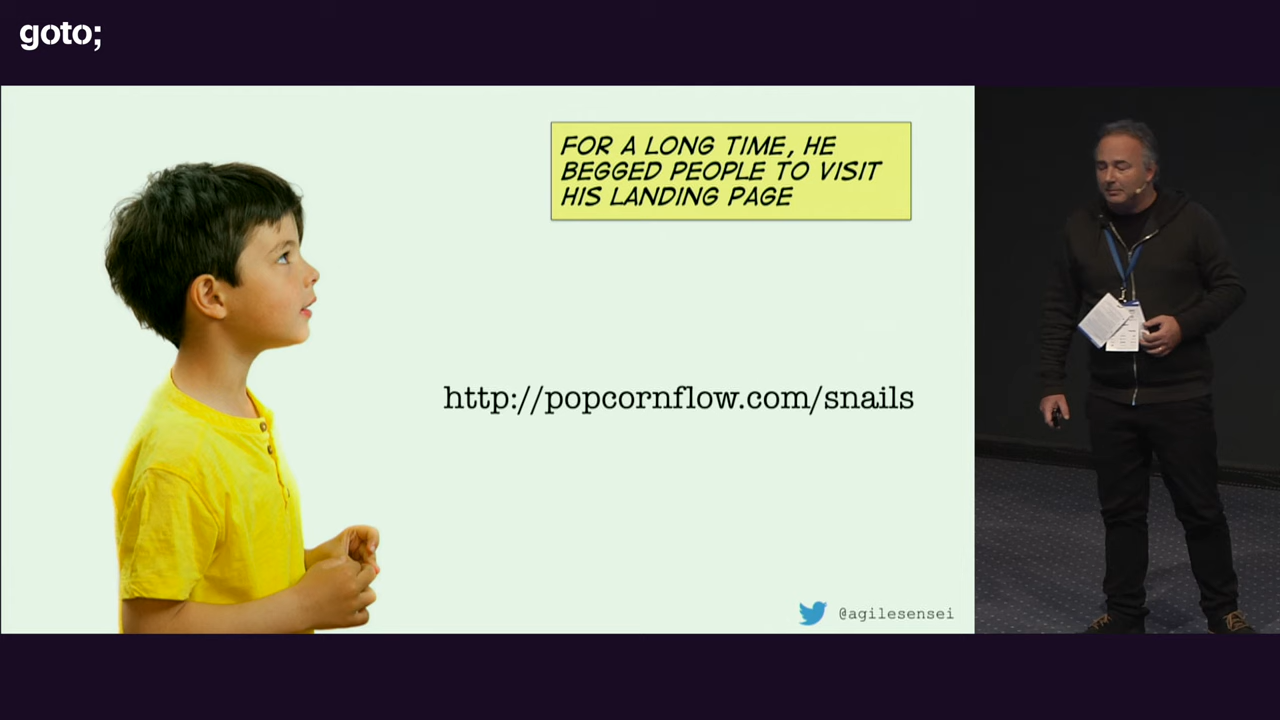 goto;
FOR A LONG TIME, HE
BEGGED PEOPLE TO VISIT
HIS LANDING PAGE
http://popcornflow.com/snails
@agilesensei